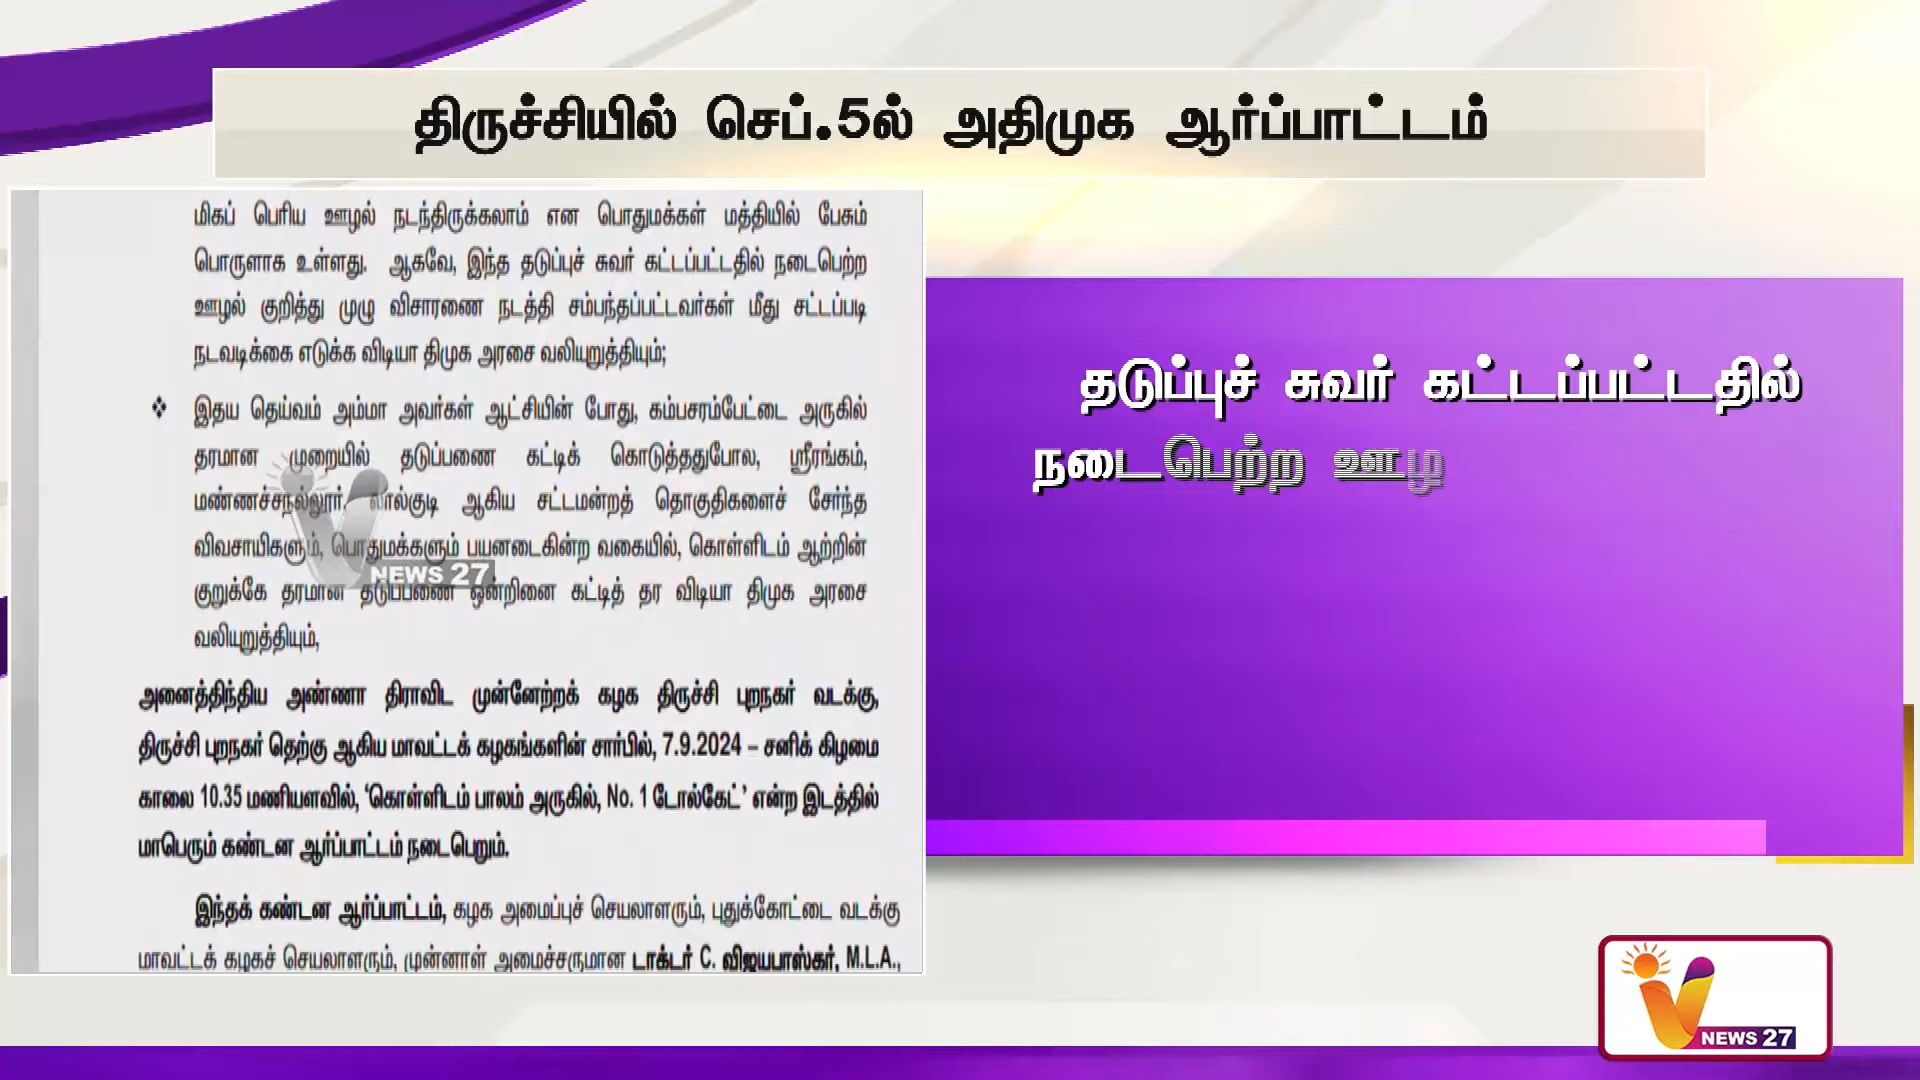 திருச்சியில் செப்.5ல் அதிமுக ஆர்ப்பாட்டம்
மிகப் பெரிய ஊழல் நடந்திருக்கலாம் என பொதுமக்கள் மத்தியில் பேசும்
பொருளாக உள்ளது. ஆகவே, இந்த தடுப்புச் சுவர் கட்டப்பட்டதில் நடைபெற்ற
ஊழல் குறித்து முழு விசாரணை நடத்தி சம்பந்தப்பட்டவர்கள் மீது சட்டப்படி
நடவடிக்கை எடுக்க விடியா திமுக அரசை வலியுறுத்தியும்;
❖ இதய தெய்வம் அம்மா அவர்கள் ஆட்சியின் போது, கம்பசரம்பேட்டை அருகில்
தரமான முறையில் தடுப்பணை கட்டிக் கொடுத்ததுபோல, ஸ்ரீரங்கம்,
மண்ணச்சநல்லூர், லால்குடி ஆகிய சட்டமன்றத் தொகுதிகளைச் சேர்ந்த
விவசாயிகளும், பொதுமக்களும் பயனடைகின்ற வகையில், கொள்ளிடம் ஆற்றின்
குறுக்கே தரமான தடுப்பணை ஒன்றினை கட்டித் தர விடியா திமுக அரசை
வலியுறுத்தியும்,
அனைத்திந்திய அண்ணா திராவிட முன்னேற்றக் கழக திருச்சி புறநகர் வடக்கு,
திருச்சி புறநகர் தெற்கு ஆகிய மாவட்டக் கழகங்களின் சார்பில், 7.9.2024 – சனிக் கிழமை
காலை 10.35 மணியளவில், 'கொள்ளிடம் பாலம் அருகில், No. 1 டோல்கேட்' என்ற இடத்தில்
மாபெரும் கண்டன ஆர்ப்பாட்டம் நடைபெறும்.
இந்தக் கண்டன ஆர்ப்பாட்டம், கழக அமைப்புச் செயலாளரும், புதுக்கோட்டை வடக்கு
மாவட்டக் கழகச் செயலாளரும், முன்னாள் அமைச்சருமான டாக்டர் C. விஜயபாஸ்கர், M.L.A.,
NEWS 27
தடுப்புச் சுவர் கட்டப்பட்டதில்
நடைபெற்ற ஊழ
NEWS 27